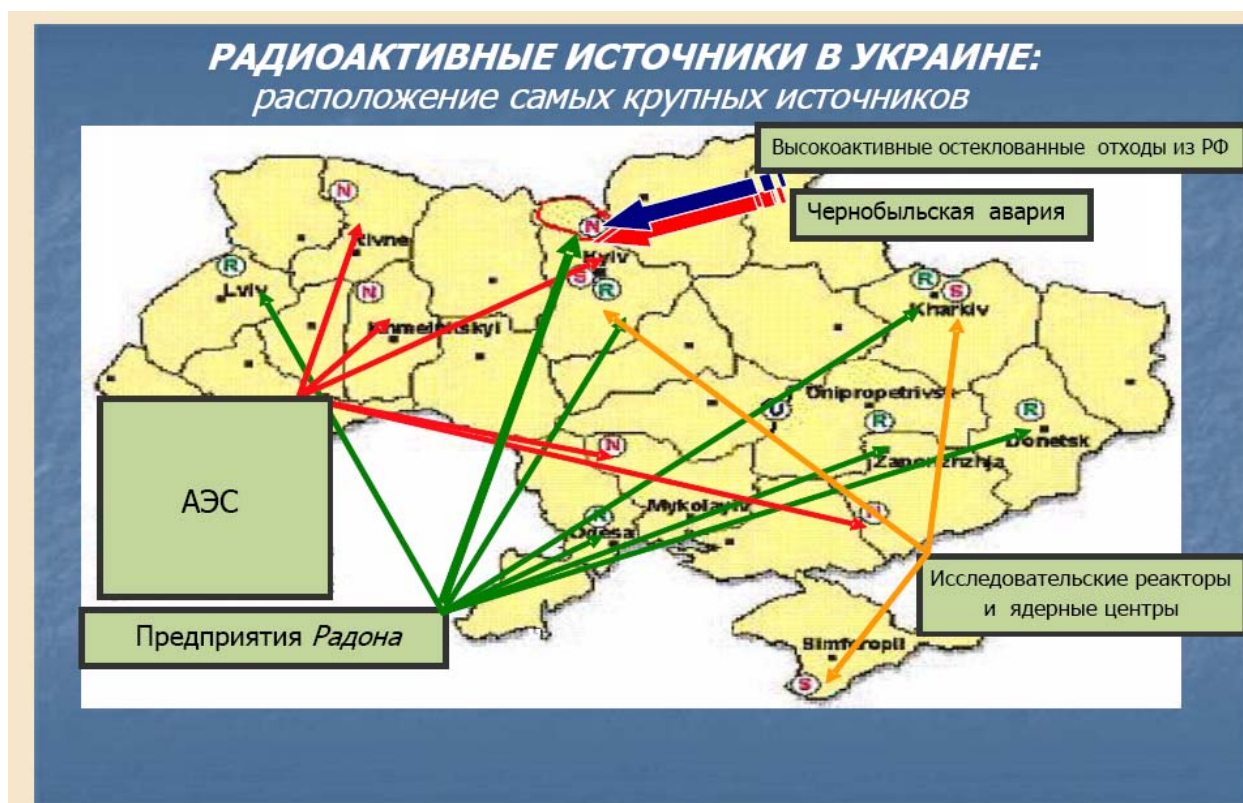 РАДИОАКТИВНЫЕ ИСТОЧНИКИ В УКРАИНЕ:
расположение самых крупных источников
Высокоактивные остеклованные отходы из РФ
Чернобыльская авария
N
Rivne
N
Kyiv
R
Lviv
N
S
R
R
S
Kharkiv
Khmelnitskyi
Dnipropetrivsk
U
R
R
Donetsk
N
Zaporizhzhja
АЭС
Mykolayiv
N
R
Odesa
Исследовательские реакторы
и ядерные центры
Предприятия Радона
Simferopil
S